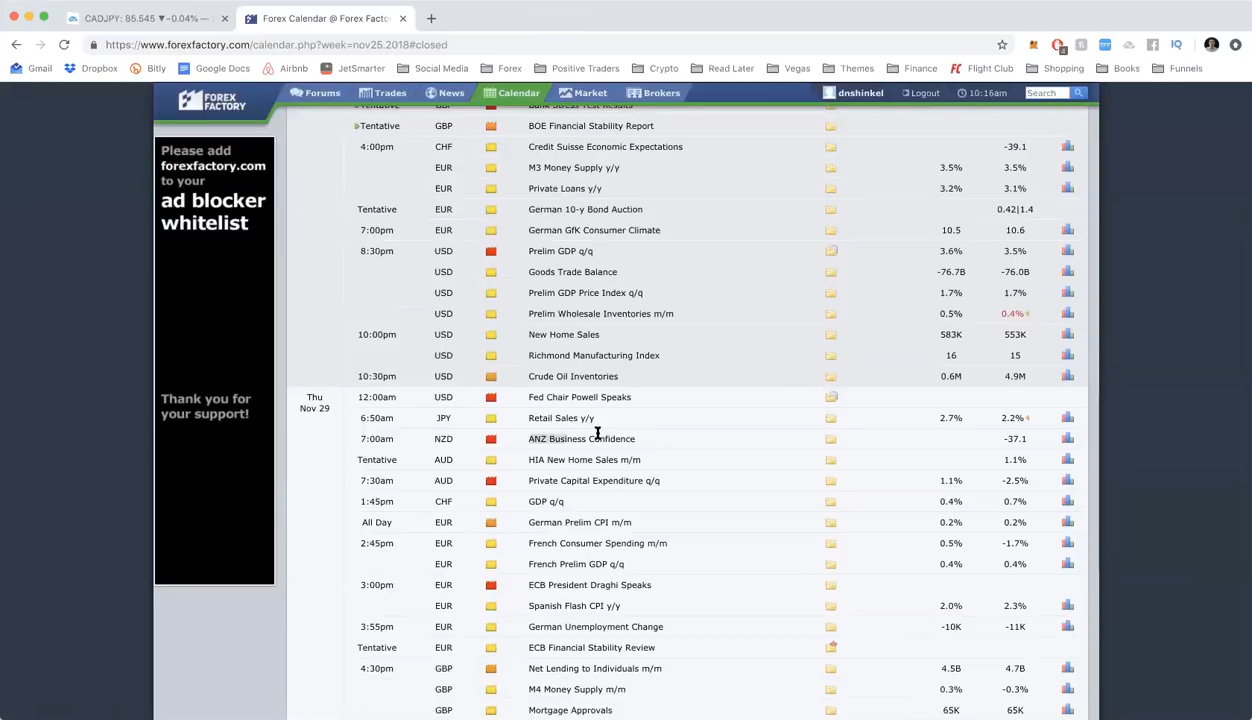 CADJPY: 85.545 ▼−0.04% —
Forex Calendar @ Forex Facto
https://www.forexfactory.com/calendar.php?week=nov25.2018#closed
Gmail Dropbox Bitly Google Docs Airbnb JetSmarter Social Media Forex Positive Traders Crypto Read Later Vegas Themes Finance Flight Club Shopping Books Funnels
FOREX FACTORY
Forums Trades News Calendar Market Brokers dnshinkel Logout 10:16am Search
Please add
forexfactory.com
to your
ad blocker
whitelist
Thank you for
your support!
Tentative GBP Bank Stress Test Results
Tentative GBP BOE Financial Stability Report
4:00pm CHF Credit Suisse Economic Expectations -39.1
EUR M3 Money Supply y/y 3.5% 3.5%
EUR Private Loans y/y 3.2% 3.1%
Tentative EUR German 10-y Bond Auction 0.42|1.4
7:00pm EUR German GfK Consumer Climate 10.5 10.6
8:30pm USD Prelim GDP q/q 3.6% 3.5%
USD Goods Trade Balance -76.7B -76.0B
USD Prelim GDP Price Index q/q 1.7% 1.7%
USD Prelim Wholesale Inventories m/m 0.5% 0.4%
10:00pm USD New Home Sales 583K 553K
USD Richmond Manufacturing Index 16 15
10:30pm USD Crude Oil Inventories 0.6M 4.9M
Thu
Nov 29
12:00am USD Fed Chair Powell Speaks
6:50am JPY Retail Sales y/y 2.7% 2.2%
7:00am NZD ANZ Business Confidence -37.1
Tentative AUD HIA New Home Sales m/m 1.1%
7:30am AUD Private Capital Expenditure q/q 1.1% -2.5%
1:45pm CHF GDP q/q 0.4% 0.7%
All Day EUR German Prelim CPI m/m 0.2% 0.2%
2:45pm EUR French Consumer Spending m/m 0.5% -1.7%
EUR French Prelim GDP q/q 0.4% 0.4%
3:00pm EUR ECB President Draghi Speaks
EUR Spanish Flash CPI y/y 2.0% 2.3%
3:55pm EUR German Unemployment Change -10K -11K
Tentative EUR ECB Financial Stability Review
4:30pm GBP Net Lending to Individuals m/m 4.5B 4.7B
GBP M4 Money Supply m/m 0.3% -0.3%
GBP Mortgage Approvals 65K 65K